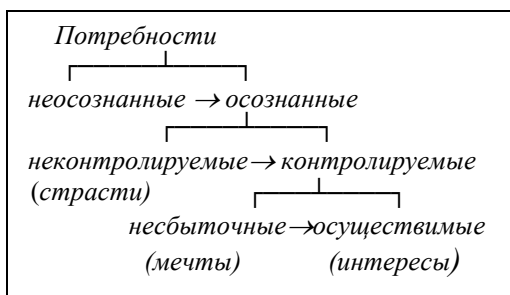 Потребности
неосознанные → осознанные
неконтролируемые → контролируемые
(страсти)
несбыточные→осуществимые
(мечты) (интересы)